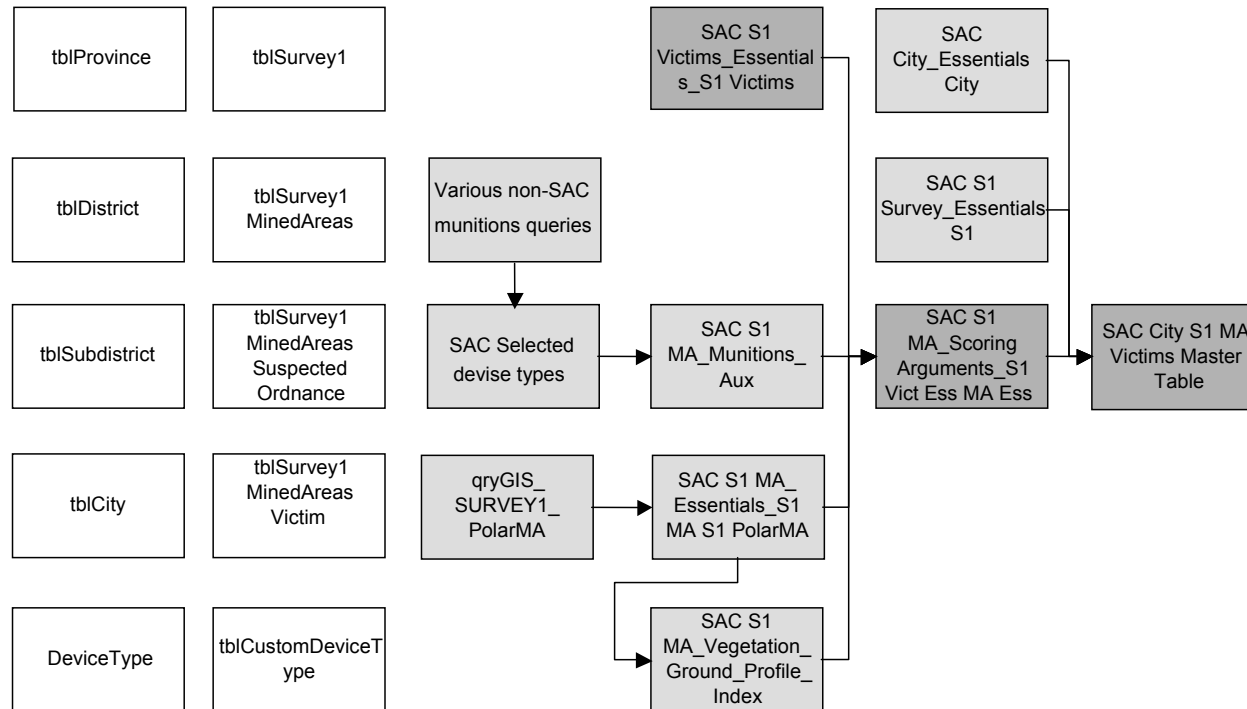 tblProvince
tblSurvey1
SAC S1
Victims_Essential
s_S1 Victims
SAC
City_Essentials
City
tblDistrict
tblSurvey1
MinedAreas
Various non-SAC
munitions queries
SAC S1
Survey_Essentials
S1
tblSubdistrict
tblSurvey1
MinedAreas
Suspected
Ordnance
SAC Selected
devise types
SAC S1
MA_Munitions_
Aux
SAC S1
MA_Scoring
Arguments_S1
Vict Ess MA Ess
SAC City S1 MA
Victims Master
Table
tblCity
tblSurvey1
MinedAreas
Victim
qryGIS_
SURVEY1_
PolarMA
SAC S1 MA_
Essentials_S1
MA S1 PolarMA
DeviceType
tblCustomDeviceT
ype
SAC S1
MA_Vegetation_
Ground_Profile_
Index